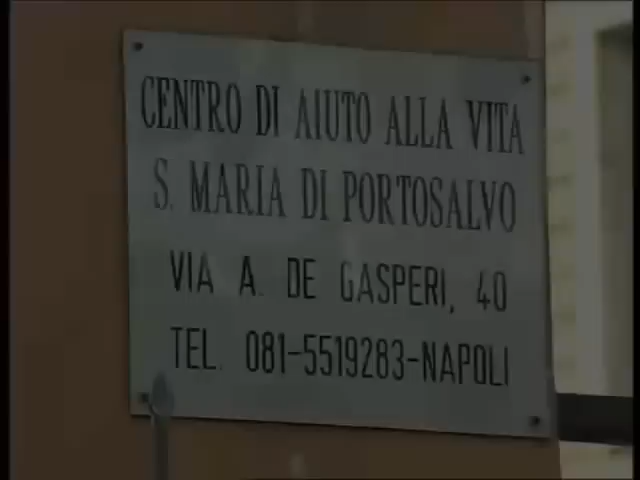 CENTRO DI AIUTO ALLA VITA
S. MARIA DI PORTOSALVO
VIA A. DE GASPERI, 40
TEL. 081-5519283-NAPOLI